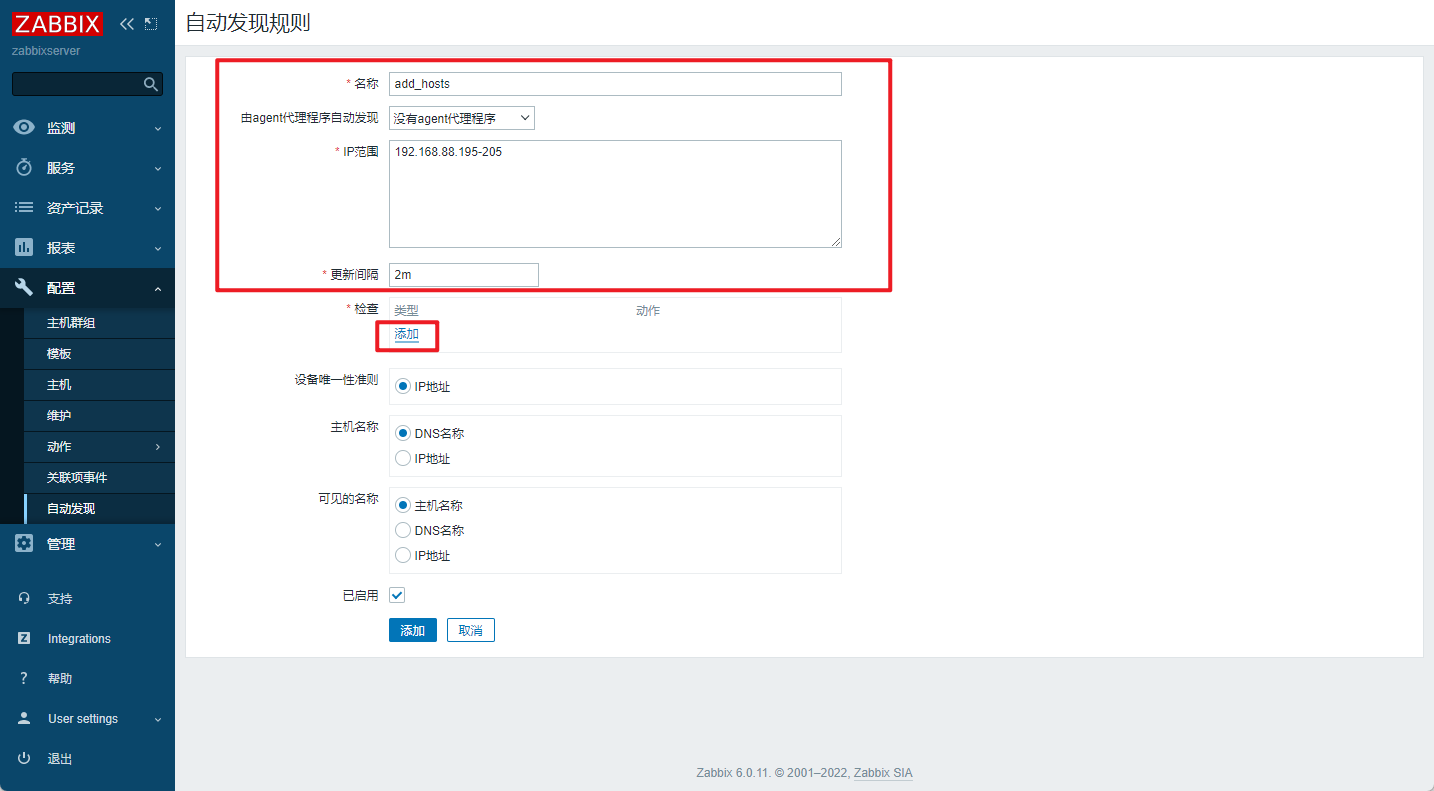 ZABBIX
zabbixserver
监测
服务
资产记录
报表
配置
主机群组
模板
主机
维护
动作
关联项事件
自动发现
管理
支持
Integrations
帮助
User settings
退出
自动发现规则
* 名称 add_hosts
由agent代理程序自动发现 没有agent代理程序
* IP范围 192.168.88.195-205
* 更新间隔 2m
* 检查 类型 动作
添加
设备唯一性准则 IP地址
主机名称 DNS名称
IP地址
可见的名称 主机名称
DNS名称
IP地址
已启用
添加 取消
Zabbix 6.0.11. © 2001–2022, Zabbix SIA